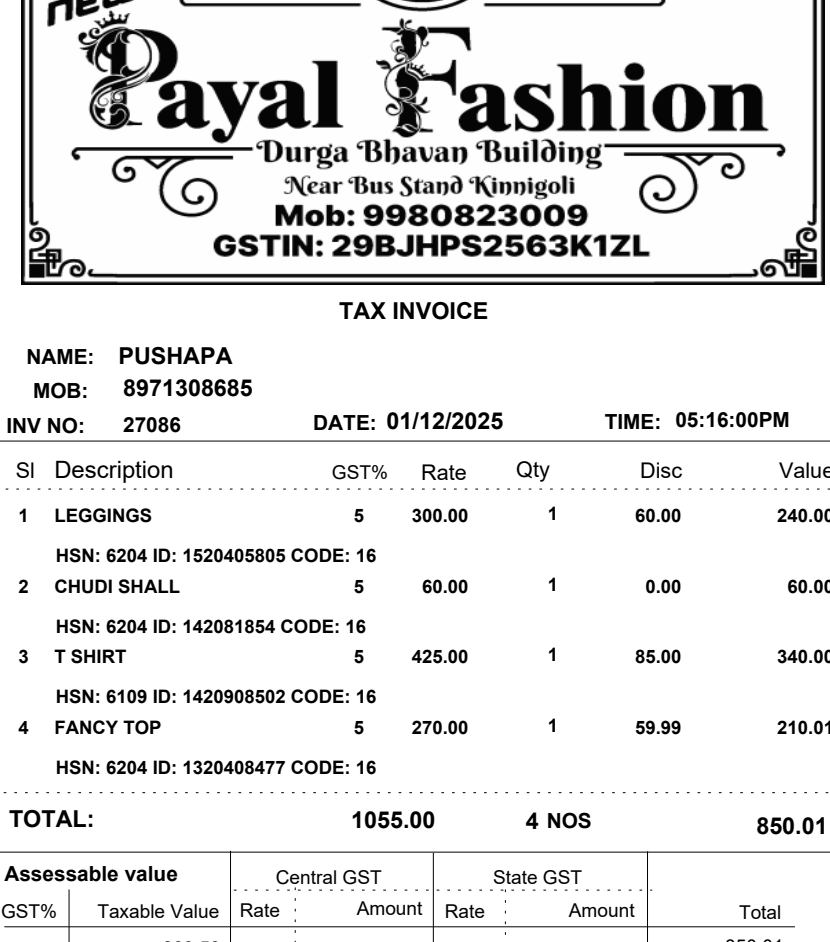 Payal Fashion
Durga Bhavan Building
Near Bus Stand Kinnigoli
Mob: 9980823009
GSTIN: 29BJHPS2563K1ZL
TAX INVOICE
NAME: PUSHAPA
MOB: 8971308685
INV NO: 27086 DATE: 01/12/2025 TIME: 05:16:00PM
Sl Description GST% Rate Qty Disc Value
1 LEGGINGS 5 300.00 1 60.00 240.00
HSN: 6204 ID: 1520405805 CODE: 16
2 CHUDI SHALL 5 60.00 1 0.00 60.00
HSN: 6204 ID: 142081854 CODE: 16
3 T SHIRT 5 425.00 1 85.00 340.00
HSN: 6109 ID: 1420908502 CODE: 16
4 FANCY TOP 5 270.00 1 59.99 210.01
HSN: 6204 ID: 1320408477 CODE: 16
TOTAL: 1055.00 4 NOS 850.01
Assessable value Central GST State GST
GST% Taxable Value Rate Amount Rate Amount Total